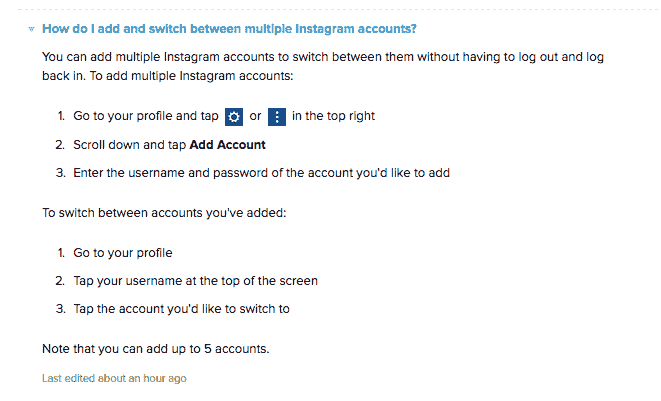 How do I add and switch between multiple Instagram accounts?
You can add multiple Instagram accounts to switch between them without having to log out and log
back in. To add multiple Instagram accounts:
1. Go to your profile and tap or in the top right
2. Scroll down and tap Add Account
3. Enter the username and password of the account you'd like to add
To switch between accounts you've added:
1. Go to your profile
2. Tap your username at the top of the screen
3. Tap the account you'd like to switch to
Note that you can add up to 5 accounts.
Last edited about an hour ago